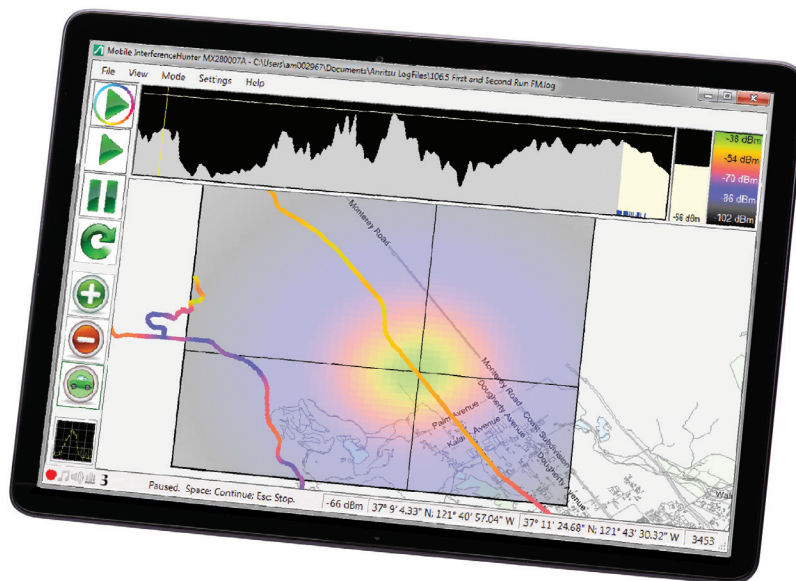 Mobile InterferenceHunter MX280007A - C:\Users\am002967\Documents\Anritsu LogFiles\106.5 First and Second Run FM.log
File View Mode Settings Help
-38 dBm
-54 dBm
-70 dBm
-86 dBm
-102 dBm
-66 dBm
Monterey Road
Monterey Road
Dougherty Avenue
Palm Avenue
Kalana Avenue
Dougherty Avenue
3
Paused. Space: Continue; Esc: Stop.
-66 dBm
37° 9' 4.33" N; 121° 40' 57.04" W
37° 11' 24.68" N; 121° 43' 30.32" W
3453